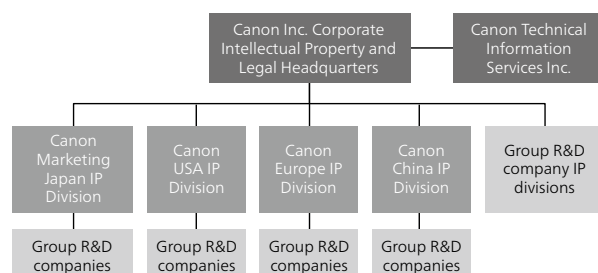 Canon Inc. Corporate
Intellectual Property and
Legal Headquarters
Canon Technical
Information
Services Inc.
Canon
Marketing
Japan IP
Division
Canon
USA IP
Division
Canon
Europe IP
Division
Canon
China IP
Division
Group R&D
company IP
divisions
Group R&D
companies
Group R&D
companies
Group R&D
companies
Group R&D
companies